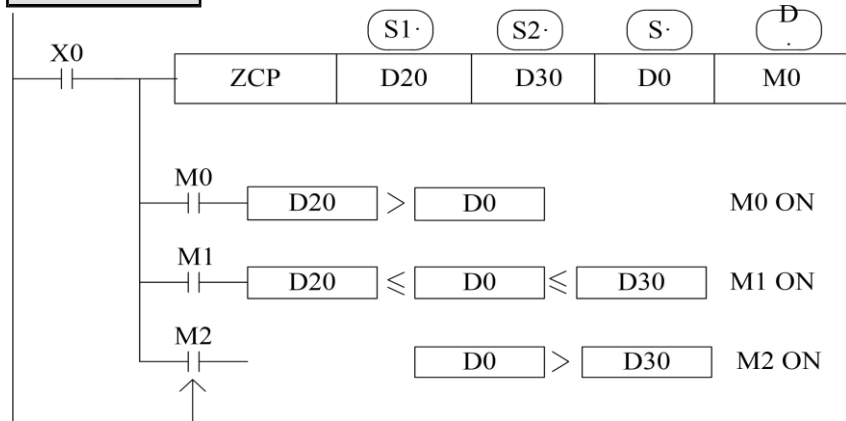 S1· S2· S· D·
X0
ZCP D20 D30 D0 M0
M0
D20 > D0 M0 ON
M1
D20 ≤ D0 ≤ D30 M1 ON
M2
D0 > D30 M2 ON